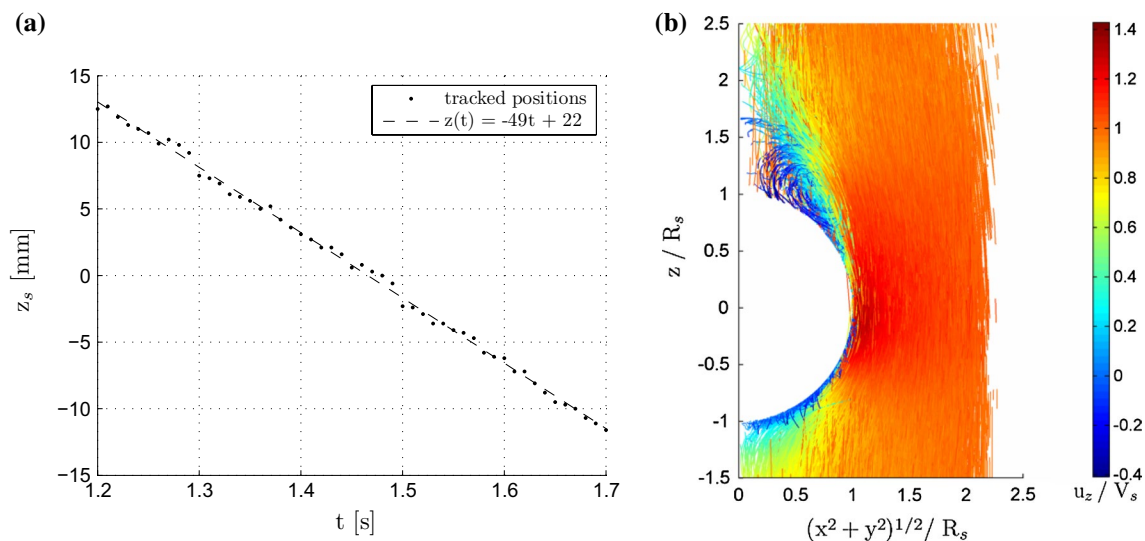 (a)
15
10
5
0
−5
−10
−15
z_s [mm]
1.2 1.3 1.4 1.5 1.6 1.7
t [s]
tracked positions
z(t) = -49t + 22
(b)
2.5
2
1.5
1
0.5
0
-0.5
-1
-1.5
z / R_s
0 0.5 1 1.5 2 2.5
(x² + y²)^{1/2} / R_s
1.4
1.2
1
0.8
0.6
0.4
0.2
0
-0.2
-0.4
u_z / V_s